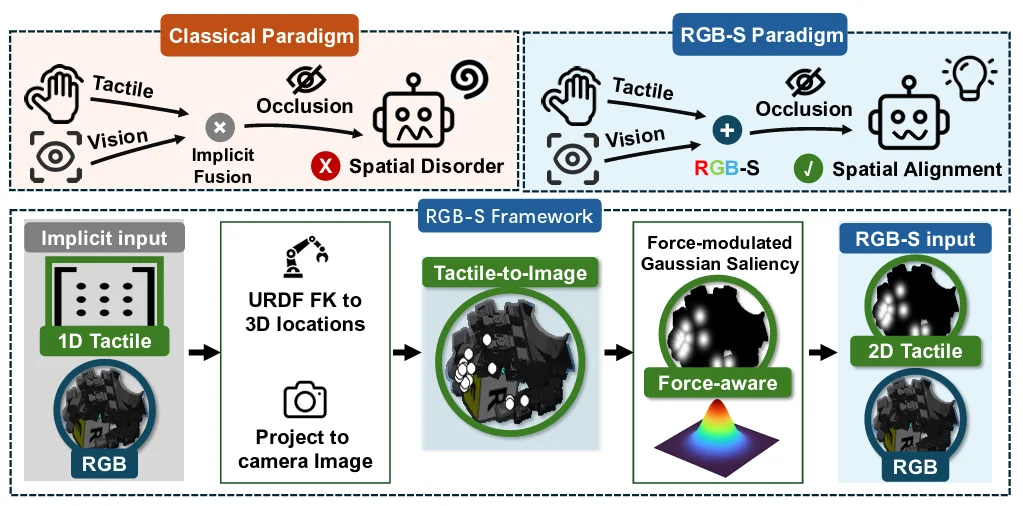 Classical Paradigm
Tactile
Vision
Implicit
Fusion
Occlusion
X
Spatial Disorder
RGB-S Paradigm
Tactile
Vision
RGB-S
Occlusion
√
Spatial Alignment
RGB-S Framework
Implicit input
1D Tactile
RGB
URDF FK to
3D locations
Project to
camera Image
Tactile-to-Image
R
Force-modulated
Gaussian Saliency
Force-aware
RGB-S input
2D Tactile
RGB